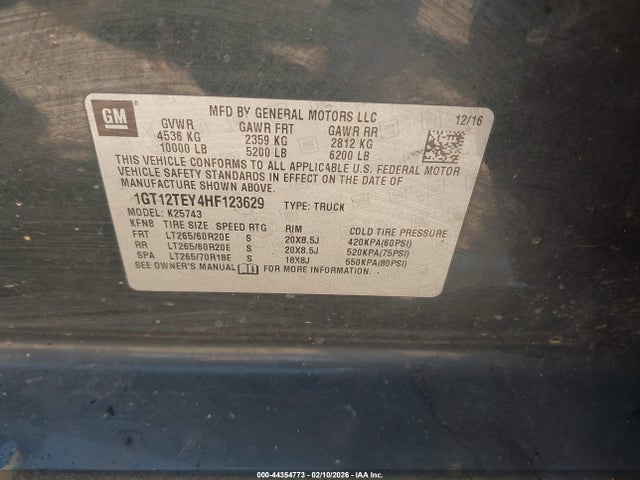 GM
MFD BY GENERAL MOTORS LLC
12/16
GVWR GAWR FRT GAWR RR
4536 KG 2359 KG 2812 KG
10000 LB 5200 LB 6200 LB
THIS VEHICLE CONFORMS TO ALL APPLICABLE U.S. FEDERAL MOTOR
VEHICLE SAFETY STANDARDS IN EFFECT ON THE DATE OF
MANUFACTURE SHOWN ABOVE.
1GT12TEY4HF123629 TYPE: TRUCK
MODEL: K25743
KFN8 TIRE SIZE SPEED RTG RIM COLD TIRE PRESSURE
FRT LT265/60R20E S 20X8.5J 420KPA(60PSI)
RR LT265/60R20E S 20X8.5J 520KPA(75PSI)
SPA LT265/70R18E S 18X8J 550KPA(80PSI)
SEE OWNER'S MANUAL FOR MORE INFORMATION.
000-44354773 - 02/10/2026 - IAA Inc.